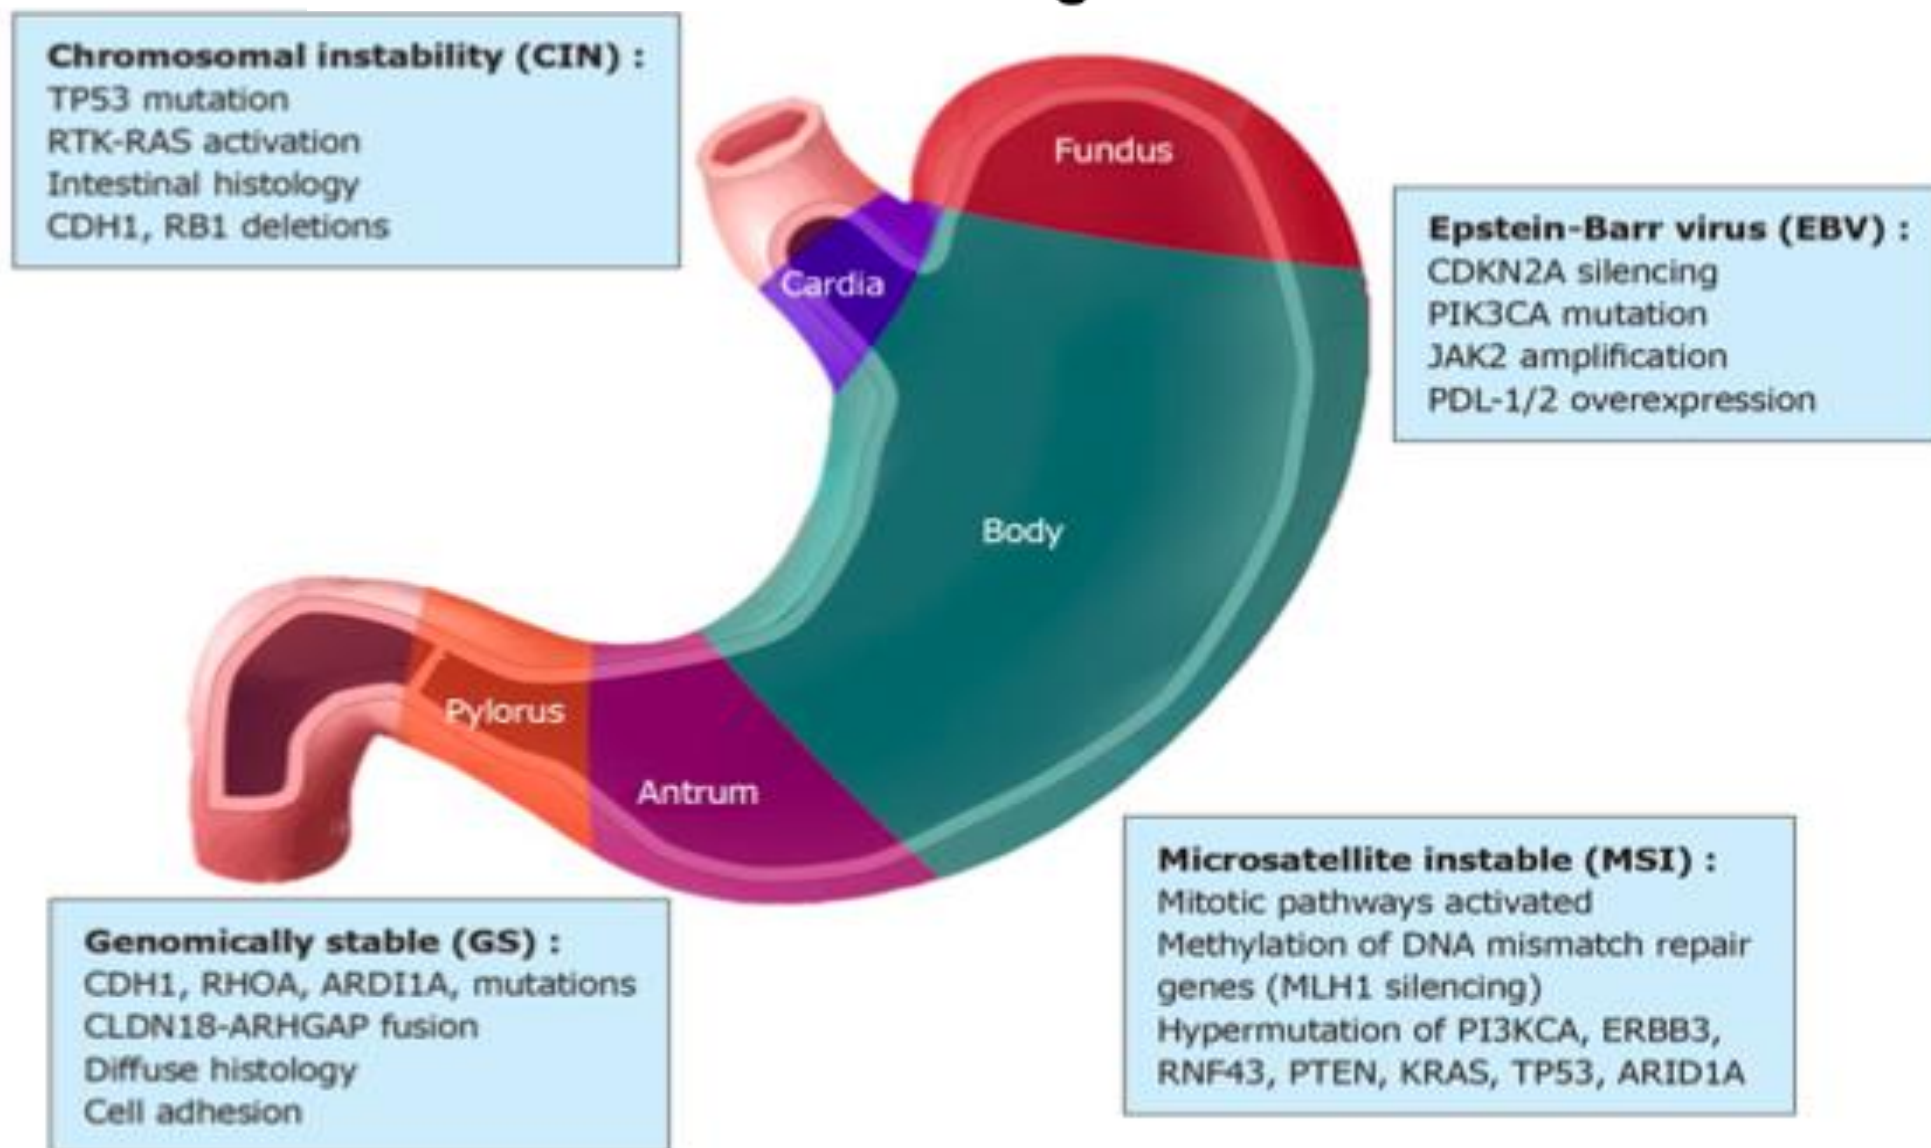 Chromosomal instability (CIN) :
TP53 mutation
RTK-RAS activation
Intestinal histology
CDH1, RB1 deletions
Fundus
Cardia
Epstein-Barr virus (EBV) :
CDKN2A silencing
PIK3CA mutation
JAK2 amplification
PDL-1/2 overexpression
Body
Pylorus
Antrum
Genomically stable (GS) :
CDH1, RHOA, ARDI1A, mutations
CLDN18-ARHGAP fusion
Diffuse histology
Cell adhesion
Microsatellite instable (MSI) :
Mitotic pathways activated
Methylation of DNA mismatch repair
genes (MLH1 silencing)
Hypermutation of PI3KCA, ERBB3,
RNF43, PTEN, KRAS, TP53, ARID1A